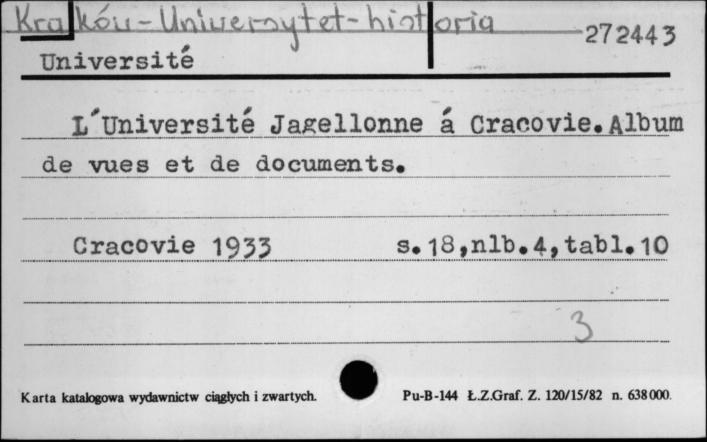 Kraków-Uniwersytet-historia
272443
Université
L'Université Jagellonne á Cracovie. Album
de vues et de documents.
Cracovie 1933 s.18,nlb.4,tabl.10
3
Karta katalogowa wydawnictw ciągłych i zwartych. Pu-B-144 Ł.Z.Graf. Z. 120/15/82 n. 638000.